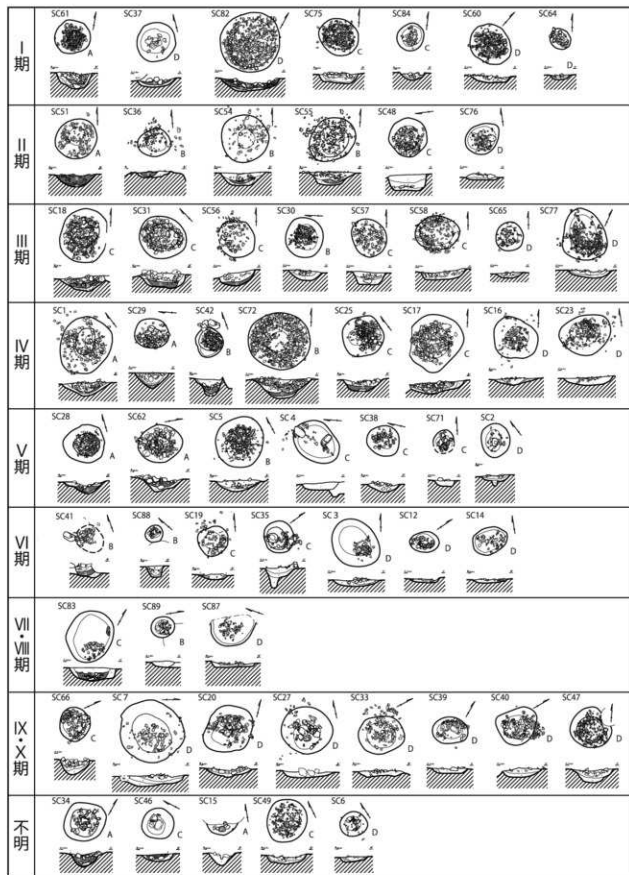 I期
SC61 SC37 SC82 SC75 SC84 SC60 SC64
A D D C C D D
II期
SC51 SC36 SC54 SC55 SC48 SC76
A B B B C D
III期
SC18 SC31 SC56 SC30 SC57 SC58 SC65 SC77
C C C B C C D D
IV期
SC1 SC29 SC42 SC72 SC25 SC17 SC16 SC23
A A B B C C D D
V期
SC28 SC62 SC5 SC4 SC38 SC71 SC2
A A B C C C D
VI期
SC41 SC88 SC19 SC35 SC3 SC12 SC14
B B C C D D D
VII・VIII期
SC83 SC89 SC87
C B D
IX・X期
SC66 SC7 SC20 SC27 SC33 SC39 SC40 SC47
C D D D D D D D
不明
SC34 SC46 SC15 SC49 SC6
A C A C D